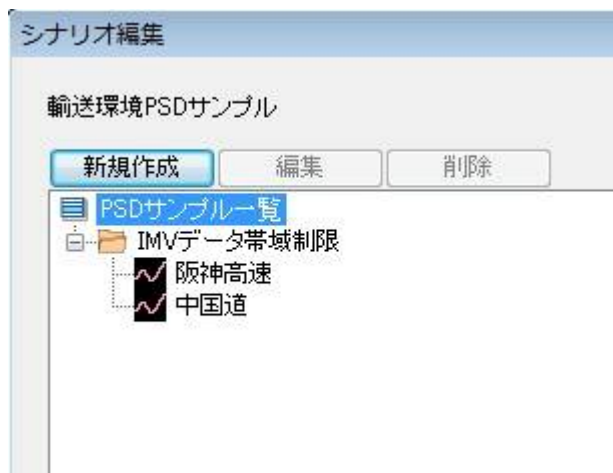 シナリオ編集
輸送環境PSDサンプル
新規作成 編集 削除
PSDサンプル一覧
IMVデータ帯域制限
阪神高速
中国道